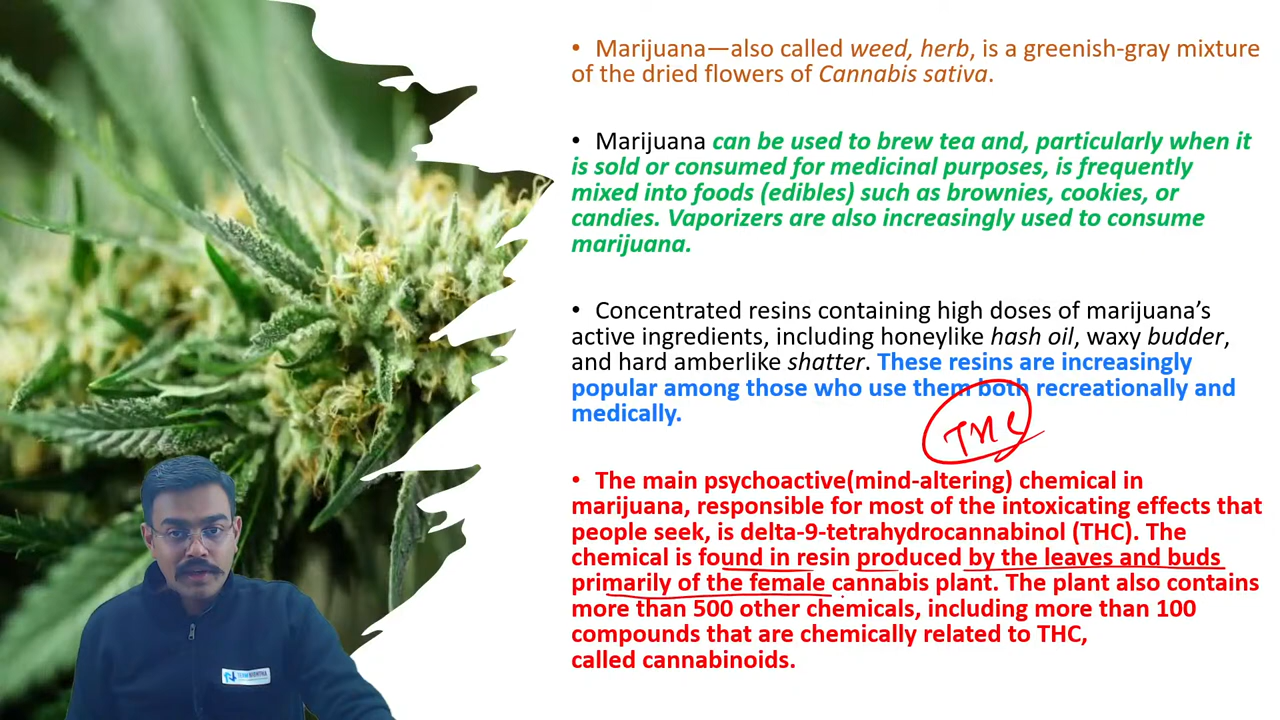 • Marijuana—also called weed, herb, is a greenish-gray mixture
of the dried flowers of Cannabis sativa.
• Marijuana can be used to brew tea and, particularly when it
is sold or consumed for medicinal purposes, is frequently
mixed into foods (edibles) such as brownies, cookies, or
candies. Vaporizers are also increasingly used to consume
marijuana.
• Concentrated resins containing high doses of marijuana’s
active ingredients, including honeylike hash oil, waxy budder,
and hard amberlike shatter. These resins are increasingly
popular among those who use them both recreationally and
medically.
THC
• The main psychoactive(mind-altering) chemical in
marijuana, responsible for most of the intoxicating effects that
people seek, is delta-9-tetrahydrocannabinol (THC). The
chemical is found in resin produced by the leaves and buds
primarily of the female cannabis plant. The plant also contains
more than 500 other chemicals, including more than 100
compounds that are chemically related to THC,
called cannabinoids.